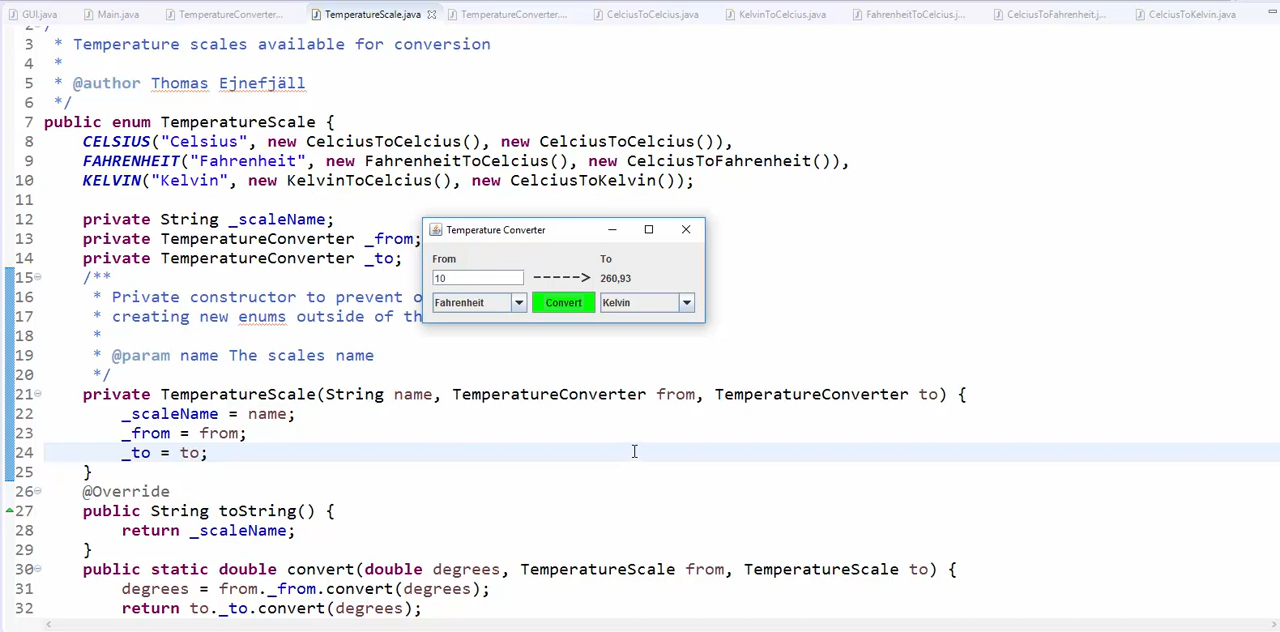 GUI.java Main.java TemperatureConverter... TemperatureScale.java TemperatureConverter.... CelciusToCelcius.java KelvinToCelcius.java FahrenheitToCelcius.j... CelciusToFahrenheit.j... CelciusToKelvin.java
3 * Temperature scales available for conversion
4 *
5 * @author Thomas Ejnefjäll
6 */
7 public enum TemperatureScale {
8 CELSIUS("Celsius", new CelciusToCelcius(), new CelciusToCelcius()),
9 FAHRENHEIT("Fahrenheit", new FahrenheitToCelcius(), new CelciusToFahrenheit()),
10 KELVIN("Kelvin", new KelvinToCelcius(), new CelciusToKelvin());
11
12 private String _scaleName;
13 private TemperatureConverter _from;
14 private TemperatureConverter _to;
15 /**
16 * Private constructor to prevent
17 * creating new enums outside of
18 *
19 * @param name The scales name
20 */
21 private TemperatureScale(String name, TemperatureConverter from, TemperatureConverter to) {
22 _scaleName = name;
23 _from = from;
24 _to = to;
25 }
26 @Override
27 public String toString() {
28 return _scaleName;
29 }
30 public static double convert(double degrees, TemperatureScale from, TemperatureScale to) {
31 degrees = from._from.convert(degrees);
32 return to._to.convert(degrees);
Temperature Converter
From To
10 -----> 260,93
Fahrenheit Convert Kelvin